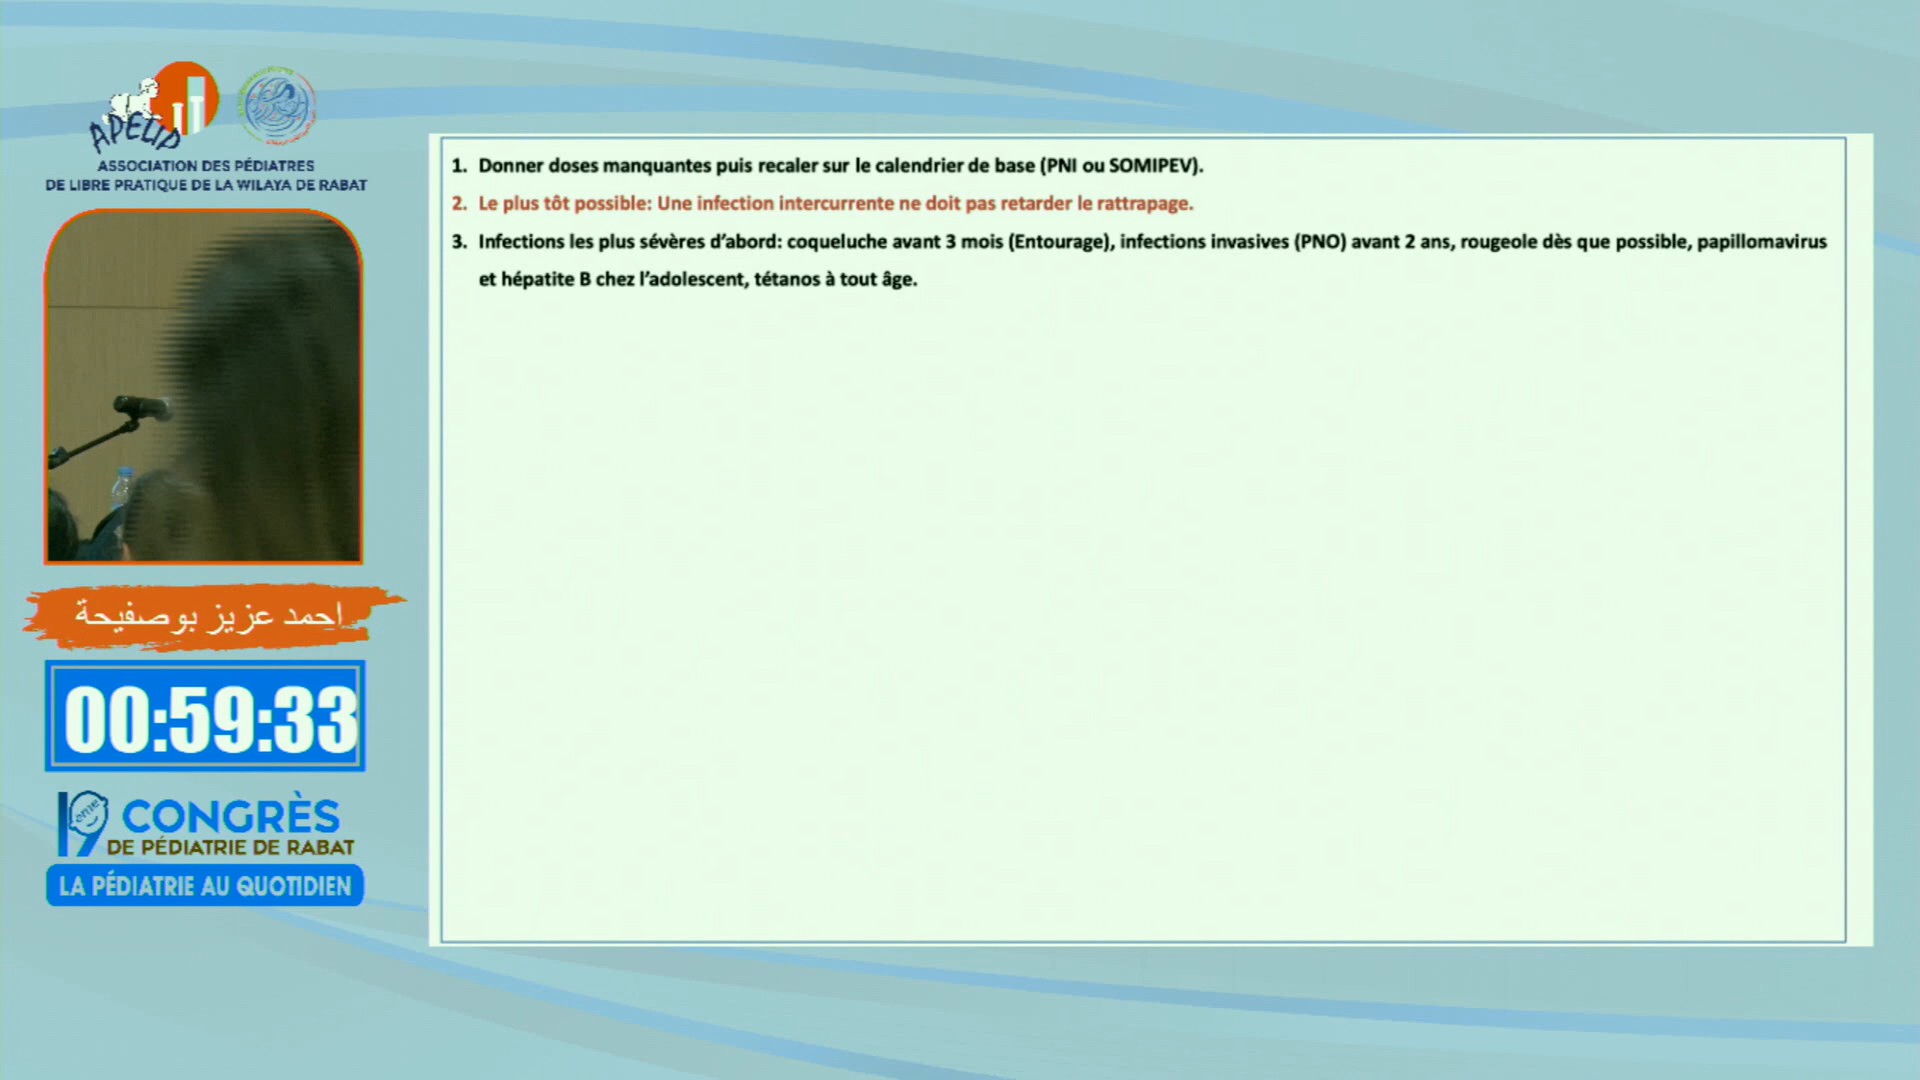 APELIP
ASSOCIATION DES PÉDIATRES
DE LIBRE PRATIQUE DE LA WILAYA DE RABAT
1. Donner doses manquantes puis recaler sur le calendrier de base (PNI ou SOMIPEV).
2. Le plus tôt possible: Une infection intercurrente ne doit pas retarder le rattrapage.
3. Infections les plus sévères d’abord: coqueluche avant 3 mois (Entourage), infections invasives (PNO) avant 2 ans, rougeole dès que possible, papillomavirus
et hépatite B chez l’adolescent, tétanos à tout âge.
احمد عزيز بوصفيحة
00:59:33
19 eme CONGRÈS
DE PÉDIATRIE DE RABAT
LA PÉDIATRIE AU QUOTIDIEN